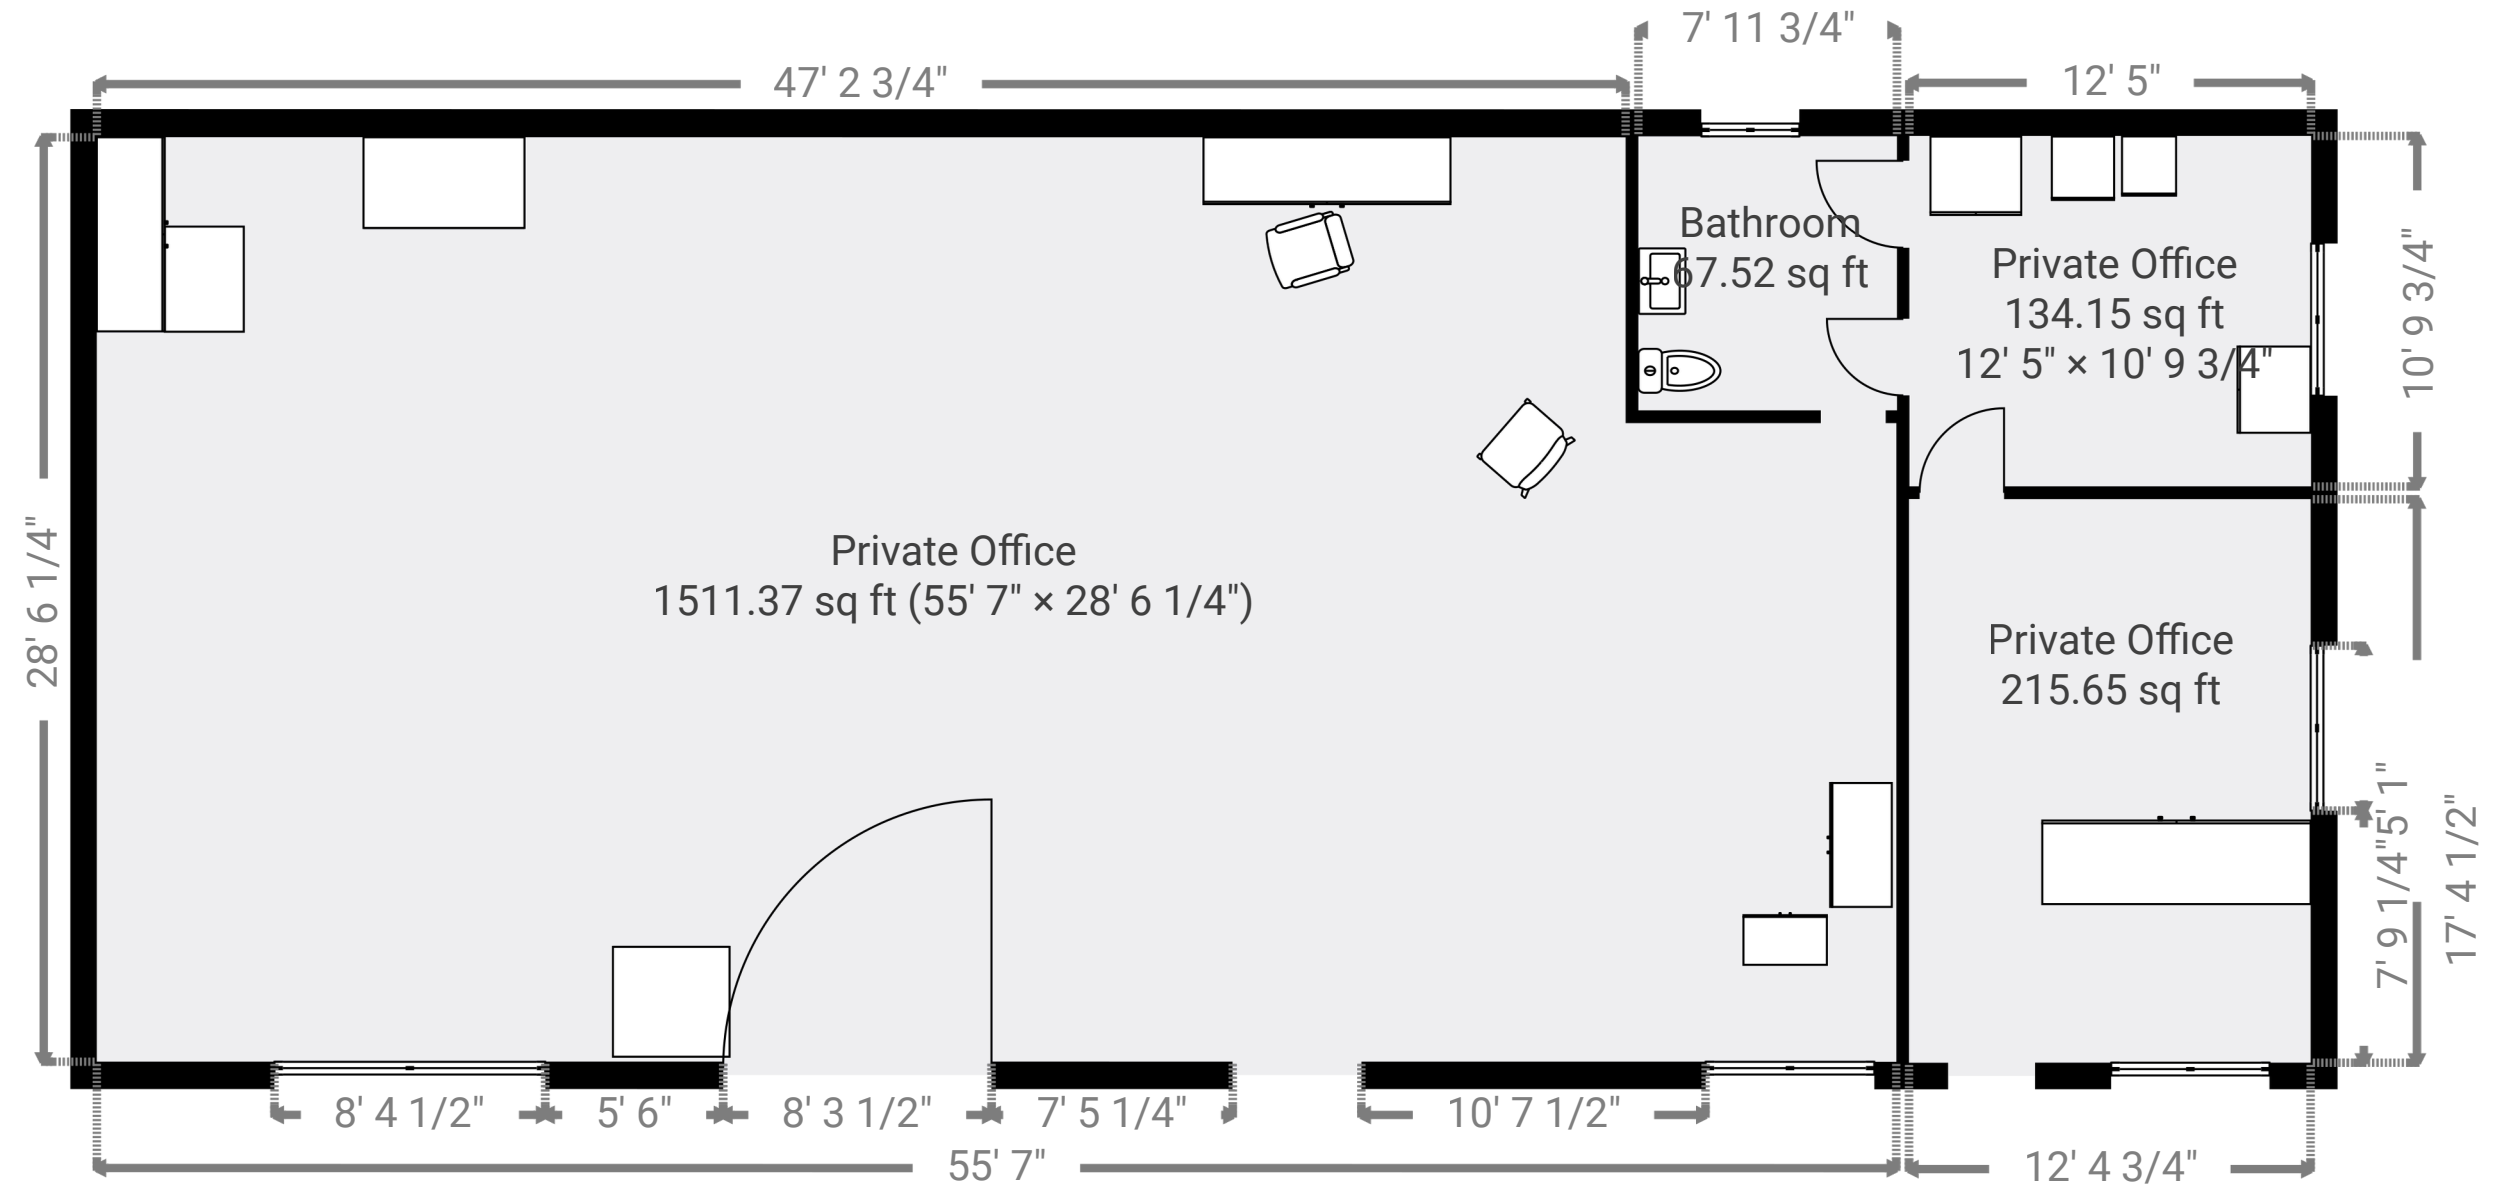 7' 11 3/4"
47' 2 3/4"
12' 5"
Bathroom
67.52 sq ft
Private Office
134.15 sq ft
12' 5" × 10' 9 3/4"
10' 9 3/4"
28' 6 1/4"
Private Office
1511.37 sq ft (55' 7" × 28' 6 1/4")
Private Office
215.65 sq ft
5' 1"
7' 9 1/4"
17' 4 1/2"
8' 4 1/2"
5' 6"
8' 3 1/2"
7' 5 1/4"
10' 7 1/2"
55' 7"
12' 4 3/4"